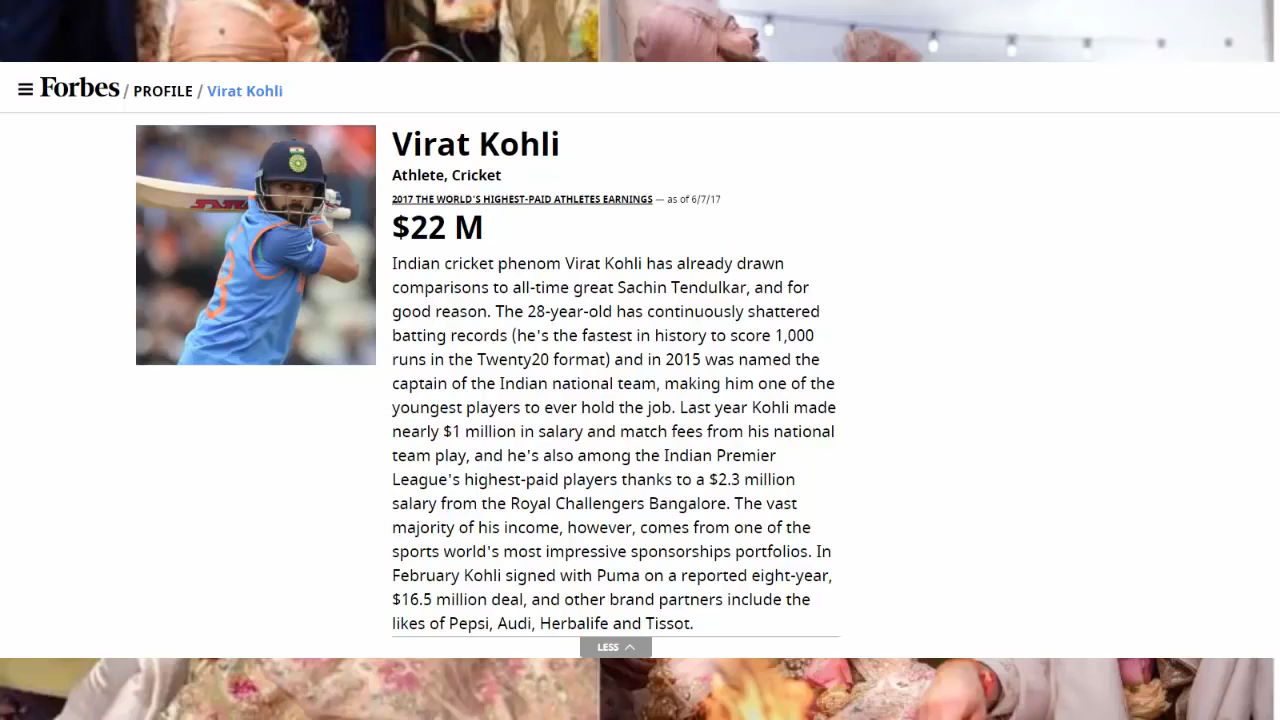 Forbes / PROFILE / Virat Kohli
Virat Kohli
Athlete, Cricket
2017 THE WORLD'S HIGHEST-PAID ATHLETES EARNINGS — as of 6/7/17
$22 M
Indian cricket phenom Virat Kohli has already drawn
comparisons to all-time great Sachin Tendulkar, and for
good reason. The 28-year-old has continuously shattered
batting records (he's the fastest in history to score 1,000
runs in the Twenty20 format) and in 2015 was named the
captain of the Indian national team, making him one of the
youngest players to ever hold the job. Last year Kohli made
nearly $1 million in salary and match fees from his national
team play, and he's also among the Indian Premier
League's highest-paid players thanks to a $2.3 million
salary from the Royal Challengers Bangalore. The vast
majority of his income, however, comes from one of the
sports world's most impressive sponsorships portfolios. In
February Kohli signed with Puma on a reported eight-year,
$16.5 million deal, and other brand partners include the
likes of Pepsi, Audi, Herbalife and Tissot.
LESS